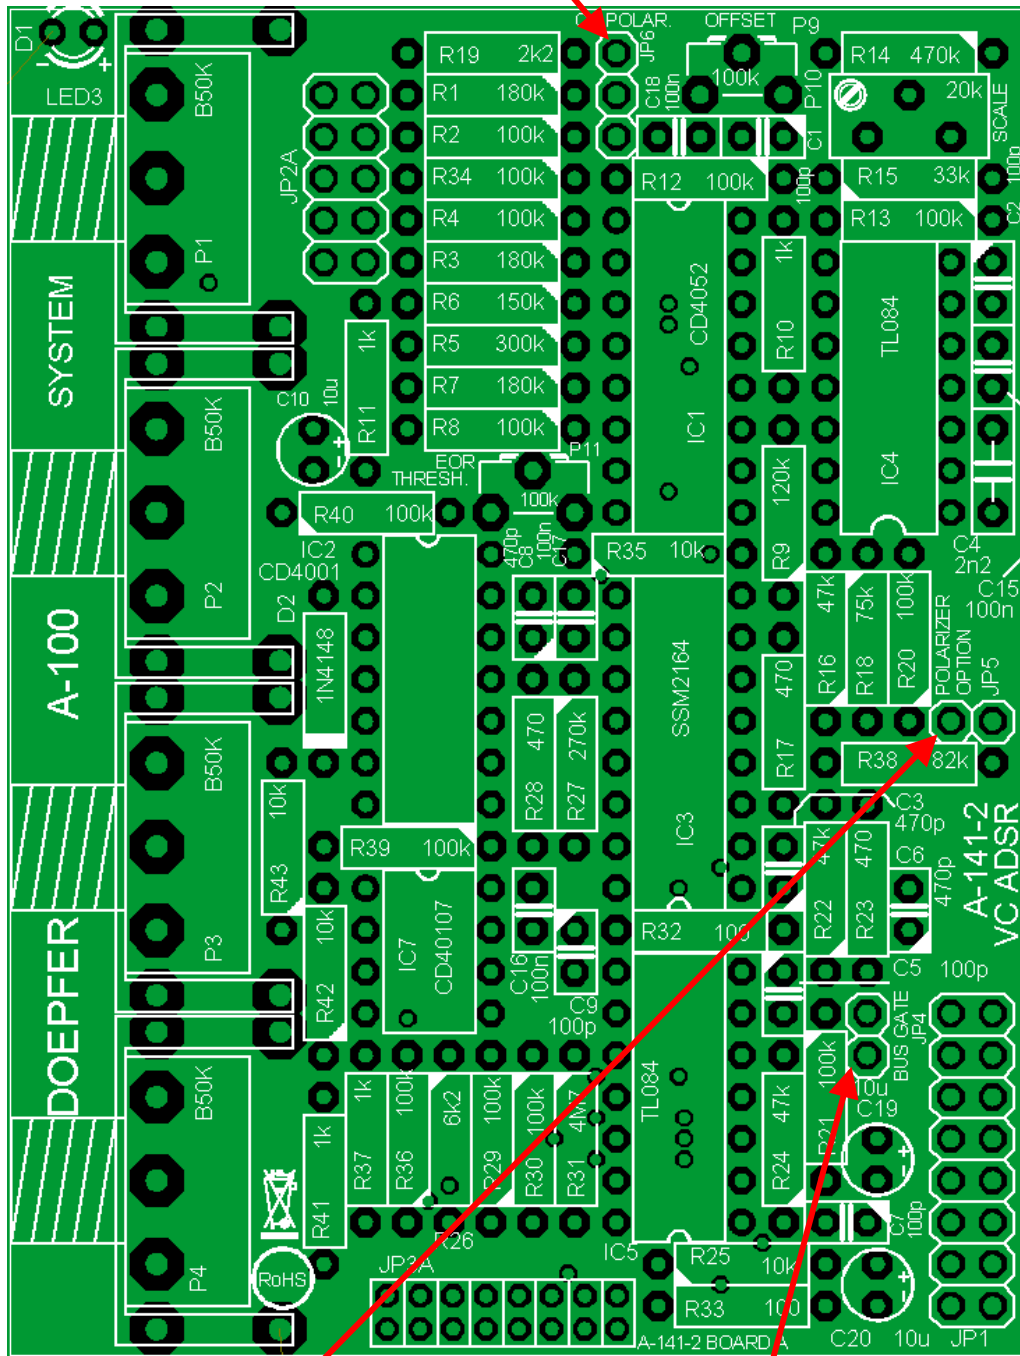 D1
LED3
B50K
P1
SYSTEM
JP2A
R19 2k2
R1 180k
R2 100k
R34 100k
R4 100k
R3 180k
R6 150k
R5 300k
R7 180k
R8 100k
POLAR.
JP6
C18
100n
OFFSET
P9
100k
P10
R14 470k
20k
SCALE
C1
100p
R12 100k
R15 33k
100p
C2
R13 100k
CD4052
IC1
1k
R10
TL084
IC4
C10
10u
1k
R11
B50K
P2
EOR
THRESH.
P11
100k
R40 100k
IC2
CD4001
D2
1N4148
470p
C8
100n
C17
R35 10k
120k
R9
C4
2n2
C15
100n
A-100
47k
R16
75k
R18
100k
R20
POLARIZER
OPTION
JP5
SSM2164
IC3
470
R28
270k
R27
470
R17
R38 82k
B50K
P3
10k
R43
R39 100k
C3
470p
47k
R22
470
R23
C6
470p
A-141-2
VC ADSR
IC7
CD40107
10k
R42
C16
100n
C9
100p
R32 100
C5 100p
DOEPFER
B50K
P4
BUS GATE
JP4
1k
R41
1k
R37
100k
R36
6k2
R26
100k
R29
100k
R30
4M7
R31
TL084
IC5
47k
R24
100k
R21
10u
C19
C7
100p
RoHS
JP3A
R25 10k
R33 100
A-141-2 BOARD A
C20 10u
JP1